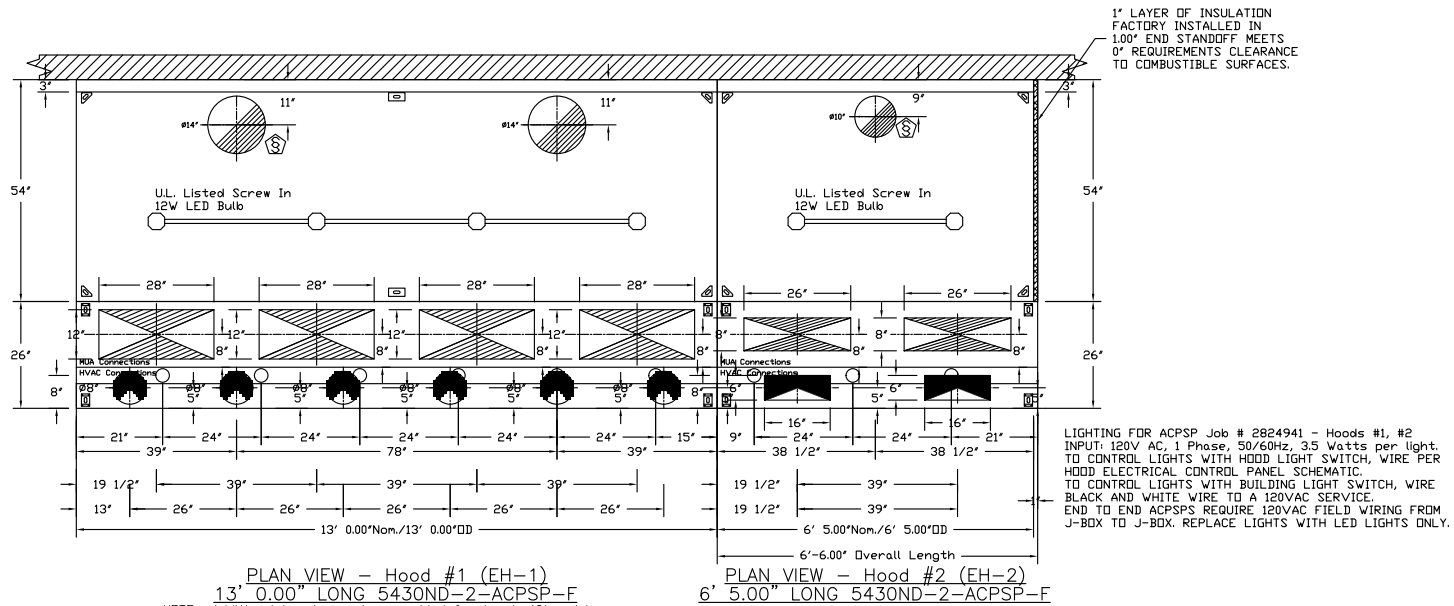 1" LAYER OF INSULATION
FACTORY INSTALLED IN
1.00" END STANDOFF MEETS
0" REQUIREMENTS CLEARANCE
TO COMBUSTIBLE SURFACES.
3"
3"
11"
11"
9"
ø14"
ø14"
ø10"
54"
54"
U.L. Listed Screw In
12W LED Bulb
U.L. Listed Screw In
12W LED Bulb
28"
28"
28"
28"
26"
26"
12"
12"
12"
12"
8"
8"
8"
8"
8"
8"
8"
8"
26"
26"
MUA Connections
HVAC Connections
MUA Connections
HVAC Connections
8"
ø8"
ø8"
ø8"
ø8"
ø8"
ø8"
6"
6"
5"
5"
5"
5"
5"
5"
5"
5"
16"
16"
21"
24"
24"
24"
24"
24"
15"
9"
24"
24"
21"
39"
78"
39"
38 1/2"
38 1/2"
19 1/2"
39"
39"
39"
19 1/2"
39"
13"
26"
26"
26"
26"
26"
19 1/2"
39"
1"
13' 0.00"Nom./13' 0.00"OD
6' 5.00"Nom./6' 5.00"OD
6'-6.00" Overall Length
LIGHTING FOR ACPSP Job # 2824941 - Hoods #1, #2
INPUT: 120V AC, 1 Phase, 50/60Hz, 3.5 Watts per light.
TO CONTROL LIGHTS WITH HOOD LIGHT SWITCH, WIRE PER
HOOD ELECTRICAL CONTROL PANEL SCHEMATIC.
TO CONTROL LIGHTS WITH BUILDING LIGHT SWITCH, WIRE
BLACK AND WHITE WIRE TO A 120VAC SERVICE.
END TO END ACPSPS REQUIRE 120VAC FIELD WIRING FROM
J-BOX TO J-BOX. REPLACE LIGHTS WITH LED LIGHTS ONLY.
PLAN VIEW - Hood #1 (EH-1)
13' 0.00" LONG 5430ND-2-ACPSP-F
PLAN VIEW - Hood #2 (EH-2)
6' 5.00" LONG 5430ND-2-ACPSP-F